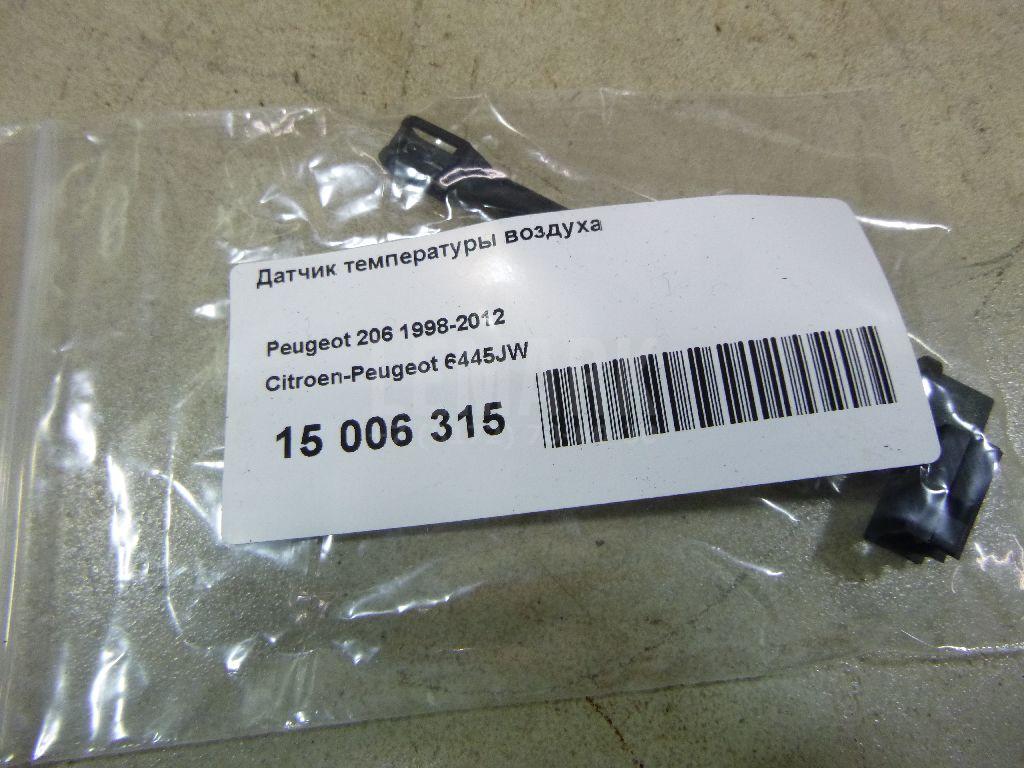 Датчик температуры воздуха
Peugeot 206 1998-2012
Citroen-Peugeot 6445JW
15 006 315